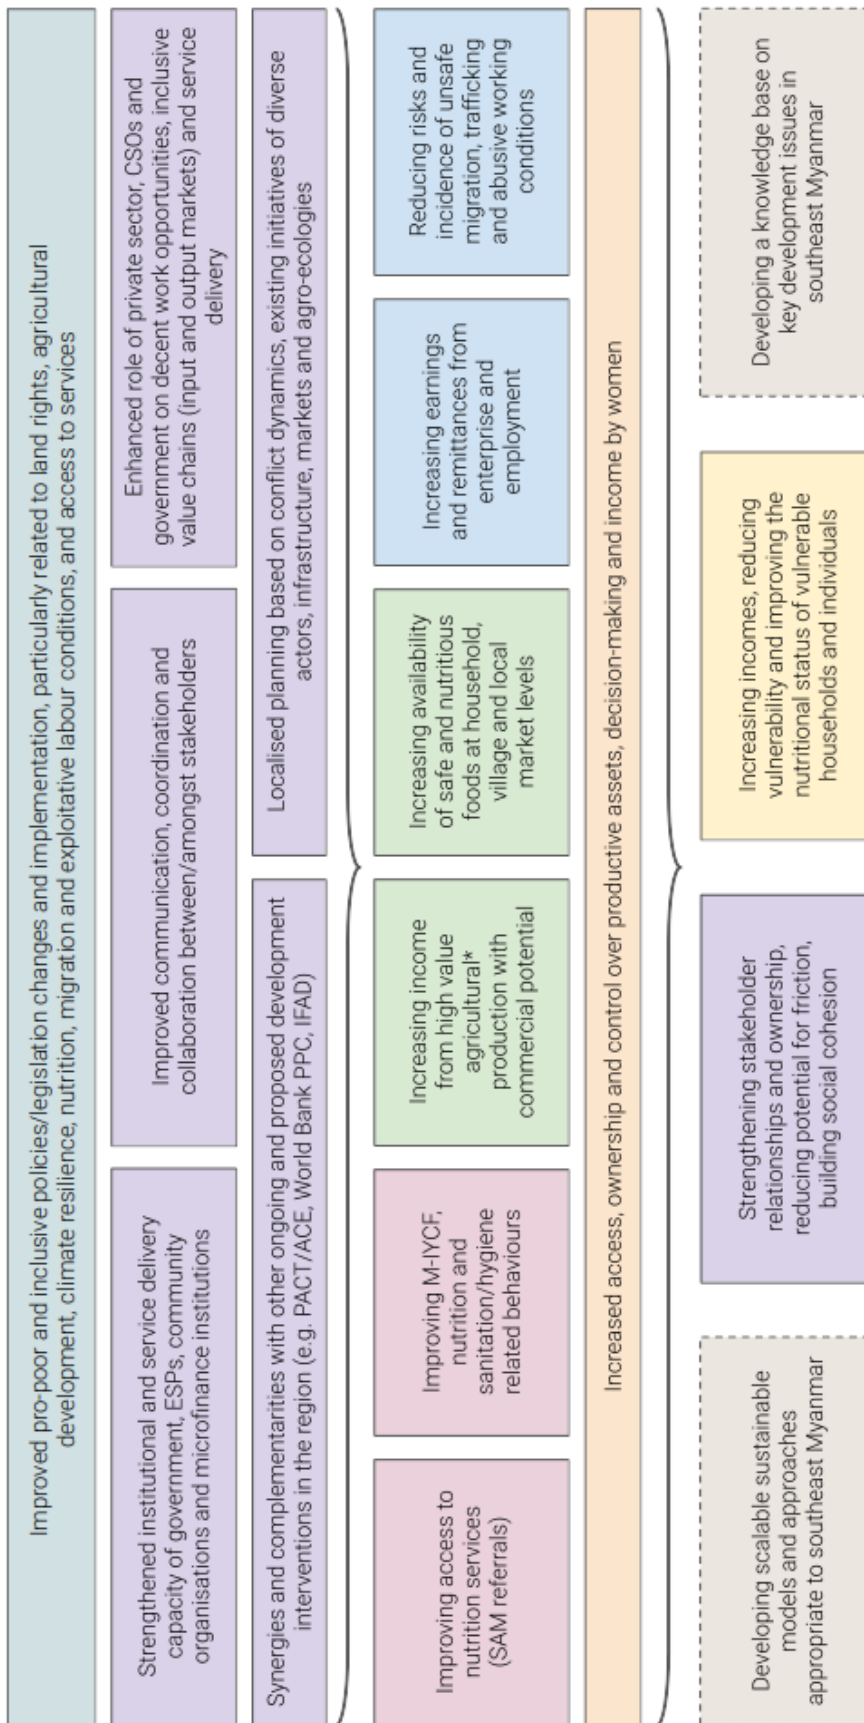 Improved pro-poor and inclusive policies/legislation changes and implementation, particularly related to land rights, agricultural
development, climate resilience, nutrition, migration and exploitative labour conditions, and access to services
Strengthened institutional and service delivery
capacity of government, ESPs, community
organisations and microfinance institutions
Improved communication, coordination and
collaboration between/amongst stakeholders
Enhanced role of private sector, CSOs and
government on decent work opportunities, inclusive
value chains (input and output markets) and service
delivery
Synergies and complementarities with other ongoing and proposed development
interventions in the region (e.g. PACT/ACE, World Bank PPC, IFAD)
Localised planning based on conflict dynamics, existing initiatives of diverse
actors, infrastructure, markets and agro-ecologies
Improving access to
nutrition services
(SAM referrals)
Improving M-IYCF,
nutrition and
sanitation/hygiene
related behaviours
Increasing income
from high value
agricultural*
production with
commercial potential
Increasing availability
of safe and nutritious
foods at household,
village and local
market levels
Increasing earnings
and remittances from
enterprise and
employment
Reducing risks and
incidence of unsafe
migration, trafficking
and abusive working
conditions
Increased access, ownership and control over productive assets, decision-making and income by women
Developing scalable sustainable
models and approaches
appropriate to southeast Myanmar
Strengthening stakeholder
relationships and ownership,
reducing potential for friction,
building social cohesion
Increasing incomes, reducing
vulnerability and improving the
nutritional status of vulnerable
households and individuals
Developing a knowledge base on
key development issues in
southeast Myanmar